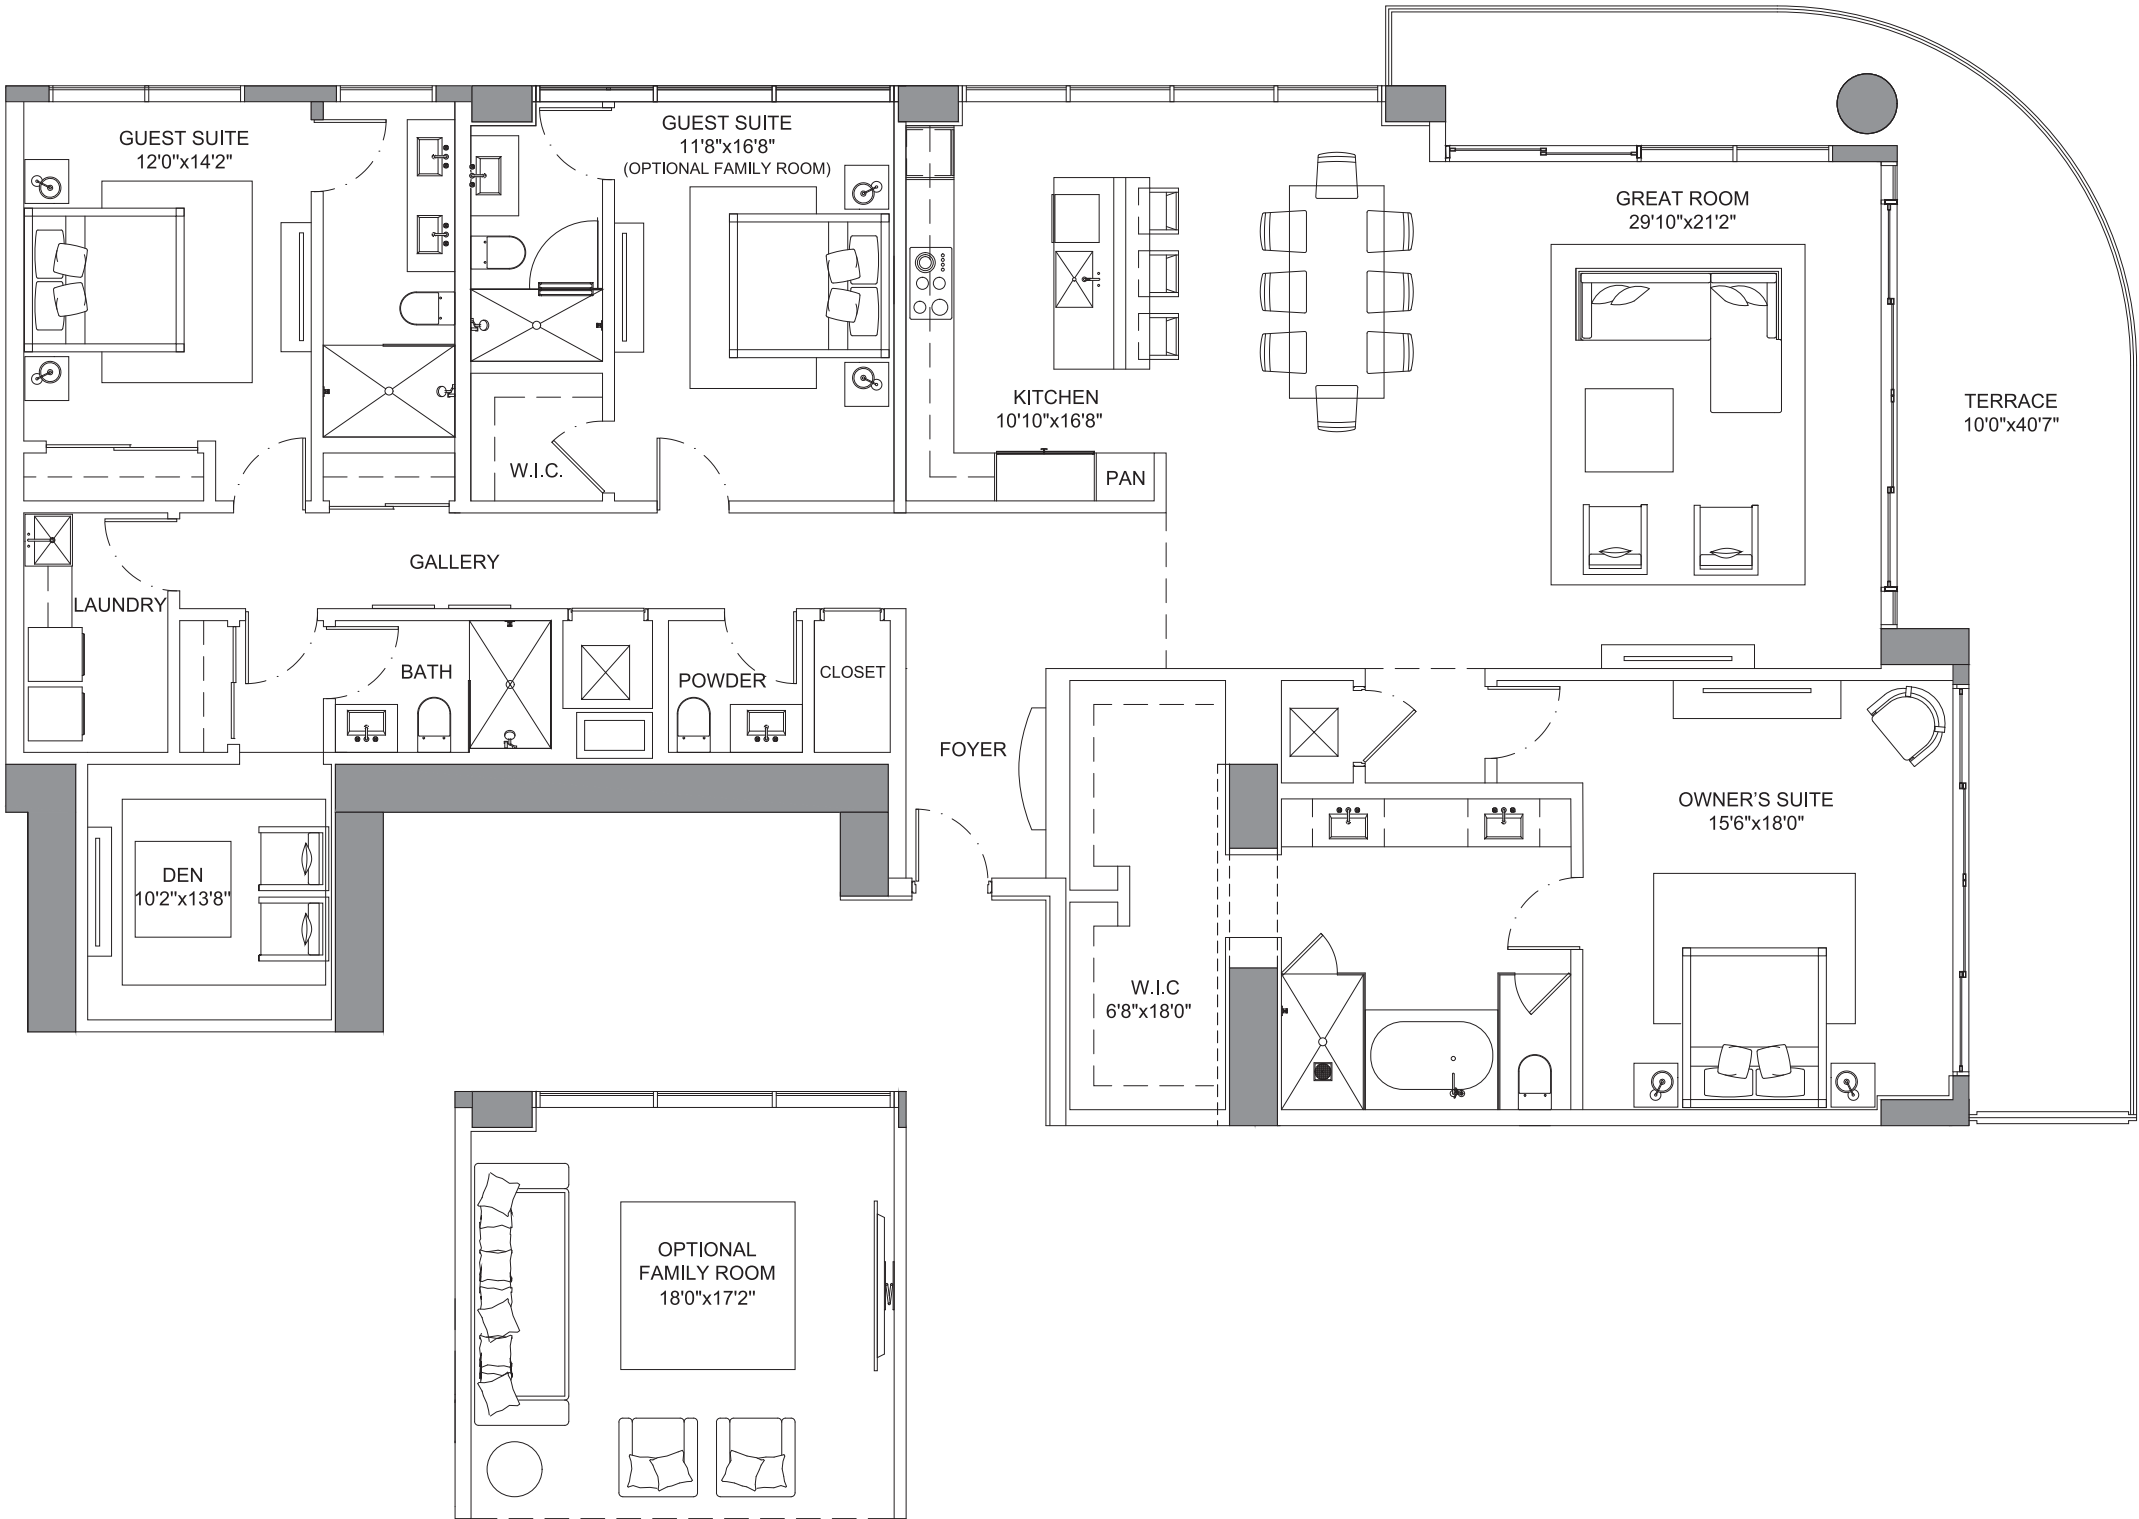 GUEST SUITE
12'0"x14'2"
GUEST SUITE
11'8"x16'8"
(OPTIONAL FAMILY ROOM)
GREAT ROOM
29'10"x21'2"
KITCHEN
10'10"x16'8"
TERRACE
10'0"x40'7"
W.I.C.
PAN
GALLERY
LAUNDRY
BATH
POWDER
CLOSET
FOYER
OWNER'S SUITE
15'6"x18'0"
DEN
10'2"x13'8"
W.I.C
6'8"x18'0"
OPTIONAL
FAMILY ROOM
18'0"x17'2"